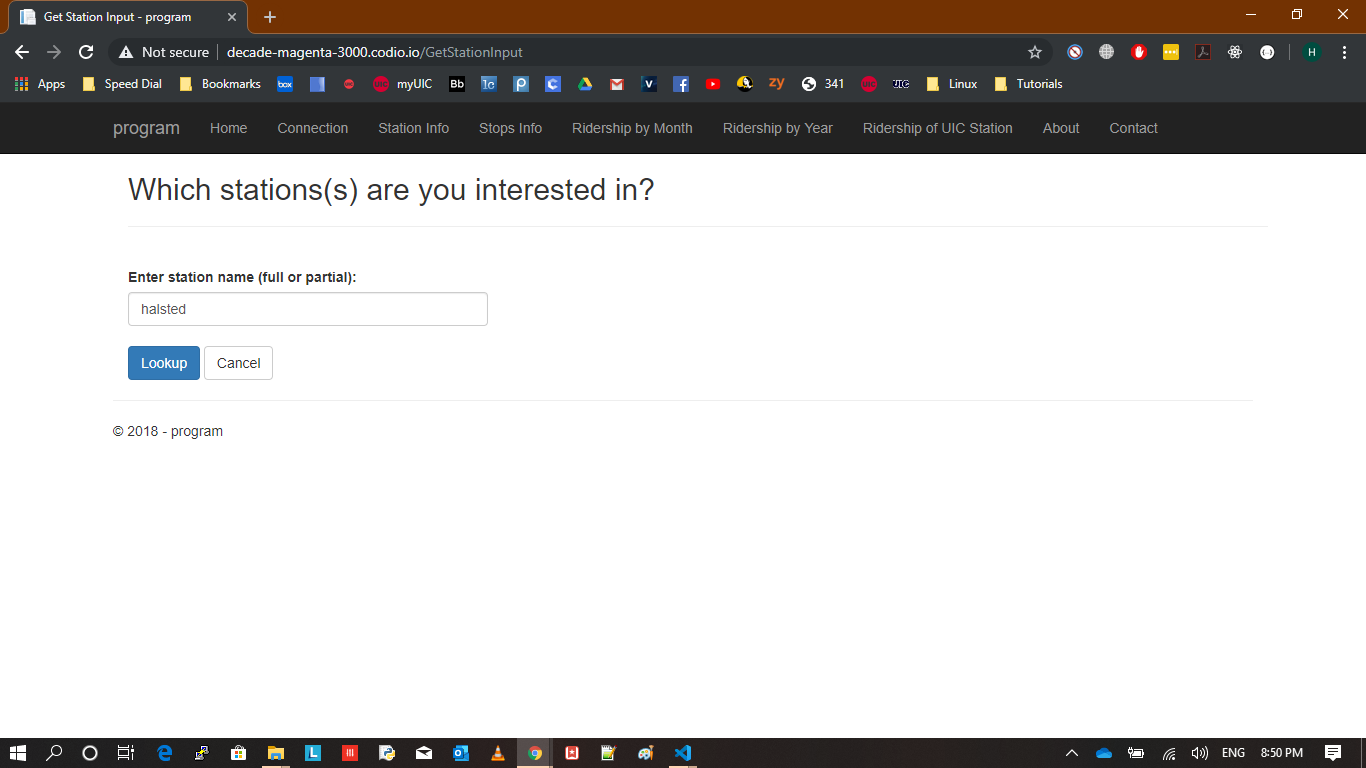 Get Station Input - program
Not secure decade-magenta-3000.codio.io/GetStationInput
H
Apps Speed Dial Bookmarks box myUIC Bb zy 341 UIC Linux Tutorials
program Home Connection Station Info Stops Info Ridership by Month Ridership by Year Ridership of UIC Station About Contact
Which stations(s) are you interested in?
Enter station name (full or partial):
halsted
Lookup Cancel
© 2018 - program
ENG 8:50 PM